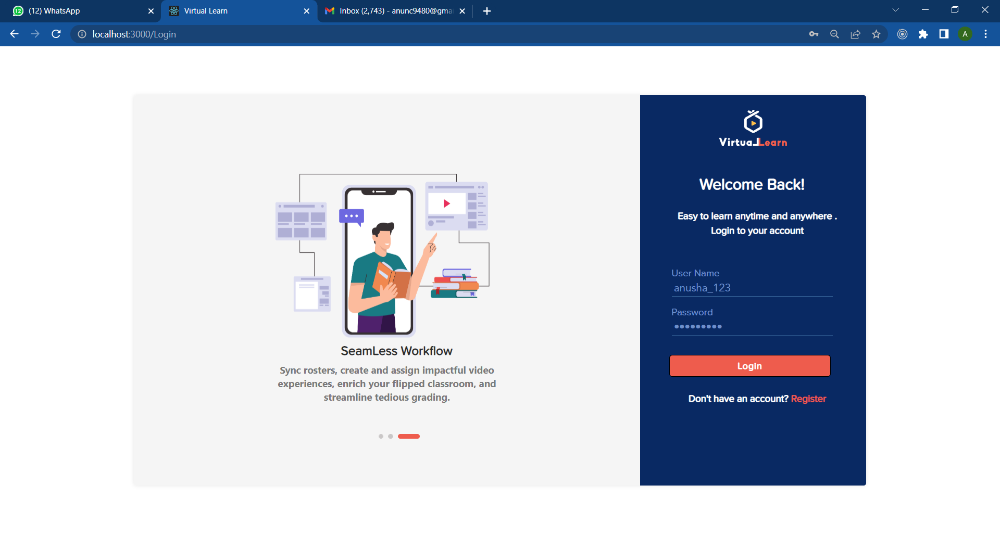 (12) WhatsApp
Virtual Learn
Inbox (2,743) - anunc9480@gma
localhost:3000/Login
A
VirtualLearn
Welcome Back!
Easy to learn anytime and anywhere .
Login to your account
User Name
anusha_123
Password
•••••••••
Login
Don't have an account? Register
SeamLess Workflow
Sync rosters, create and assign impactful video
experiences, enrich your flipped classroom, and
streamline tedious grading.